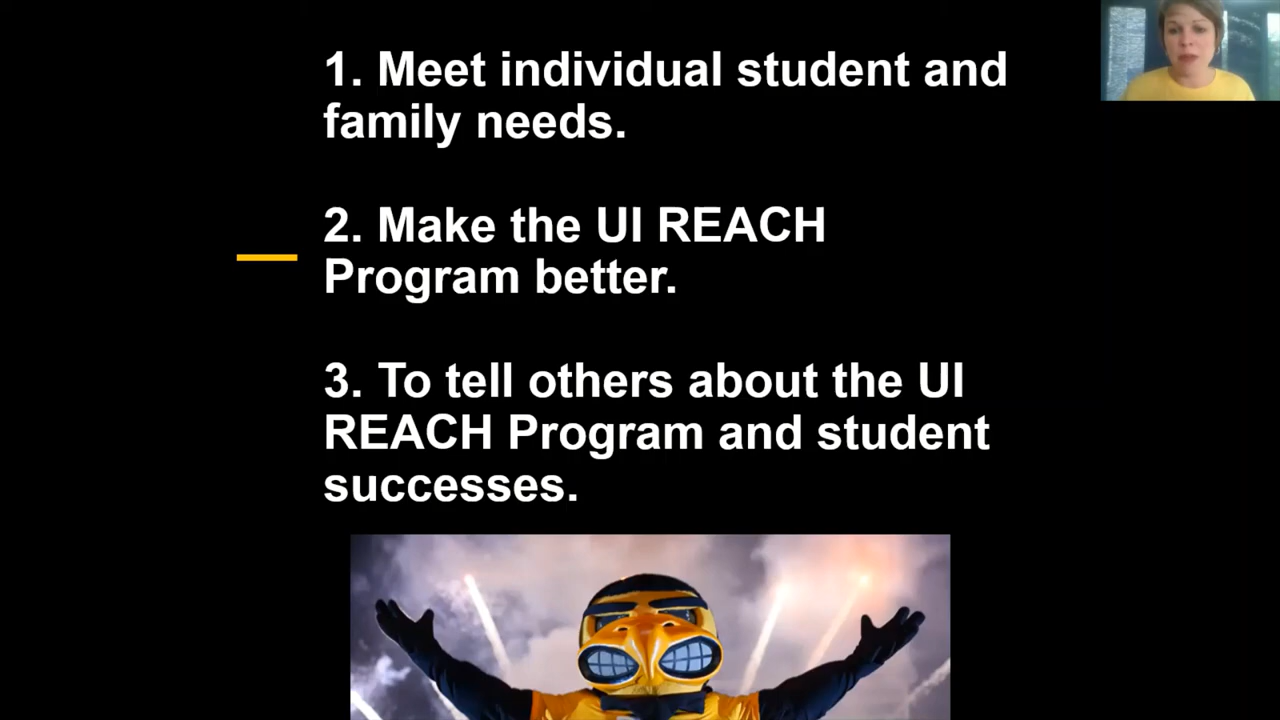 1. Meet individual student and
family needs.
2. Make the UI REACH
Program better.
3. To tell others about the UI
REACH Program and student
successes.